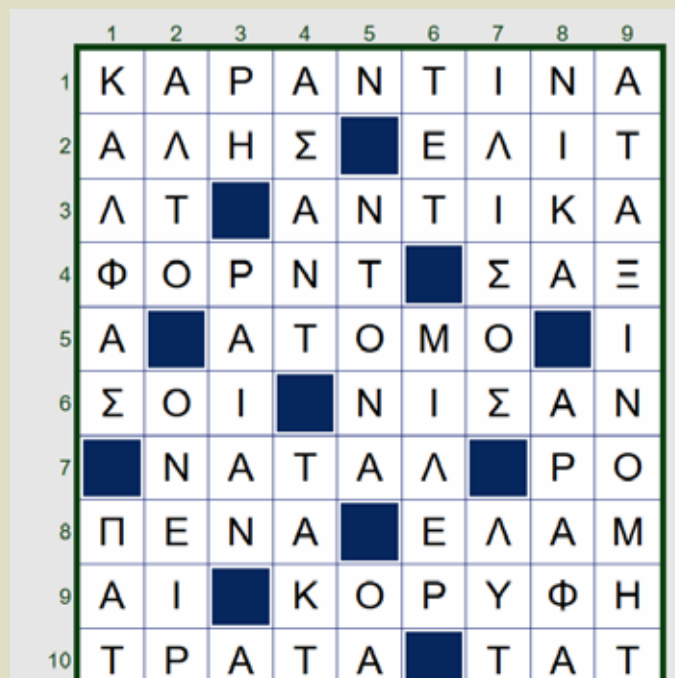 1 2 3 4 5 6 7 8 9
1 Κ Α Ρ Α Ν Τ Ι Ν Α
2 Α Λ Η Σ Ε Λ Ι Τ
3 Λ Τ Α Ν Τ Ι Κ Α
4 Φ Ο Ρ Ν Τ Σ Α Ξ
5 Α Α Τ Ο Μ Ο Ι
6 Σ Ο Ι Ν Ι Σ Α Ν
7 Ν Α Τ Α Λ Ρ Ο
8 Π Ε Ν Α Ε Λ Α Μ
9 Α Ι Κ Ο Ρ Υ Φ Η
10 Τ Ρ Α Τ Α Τ Α Τ